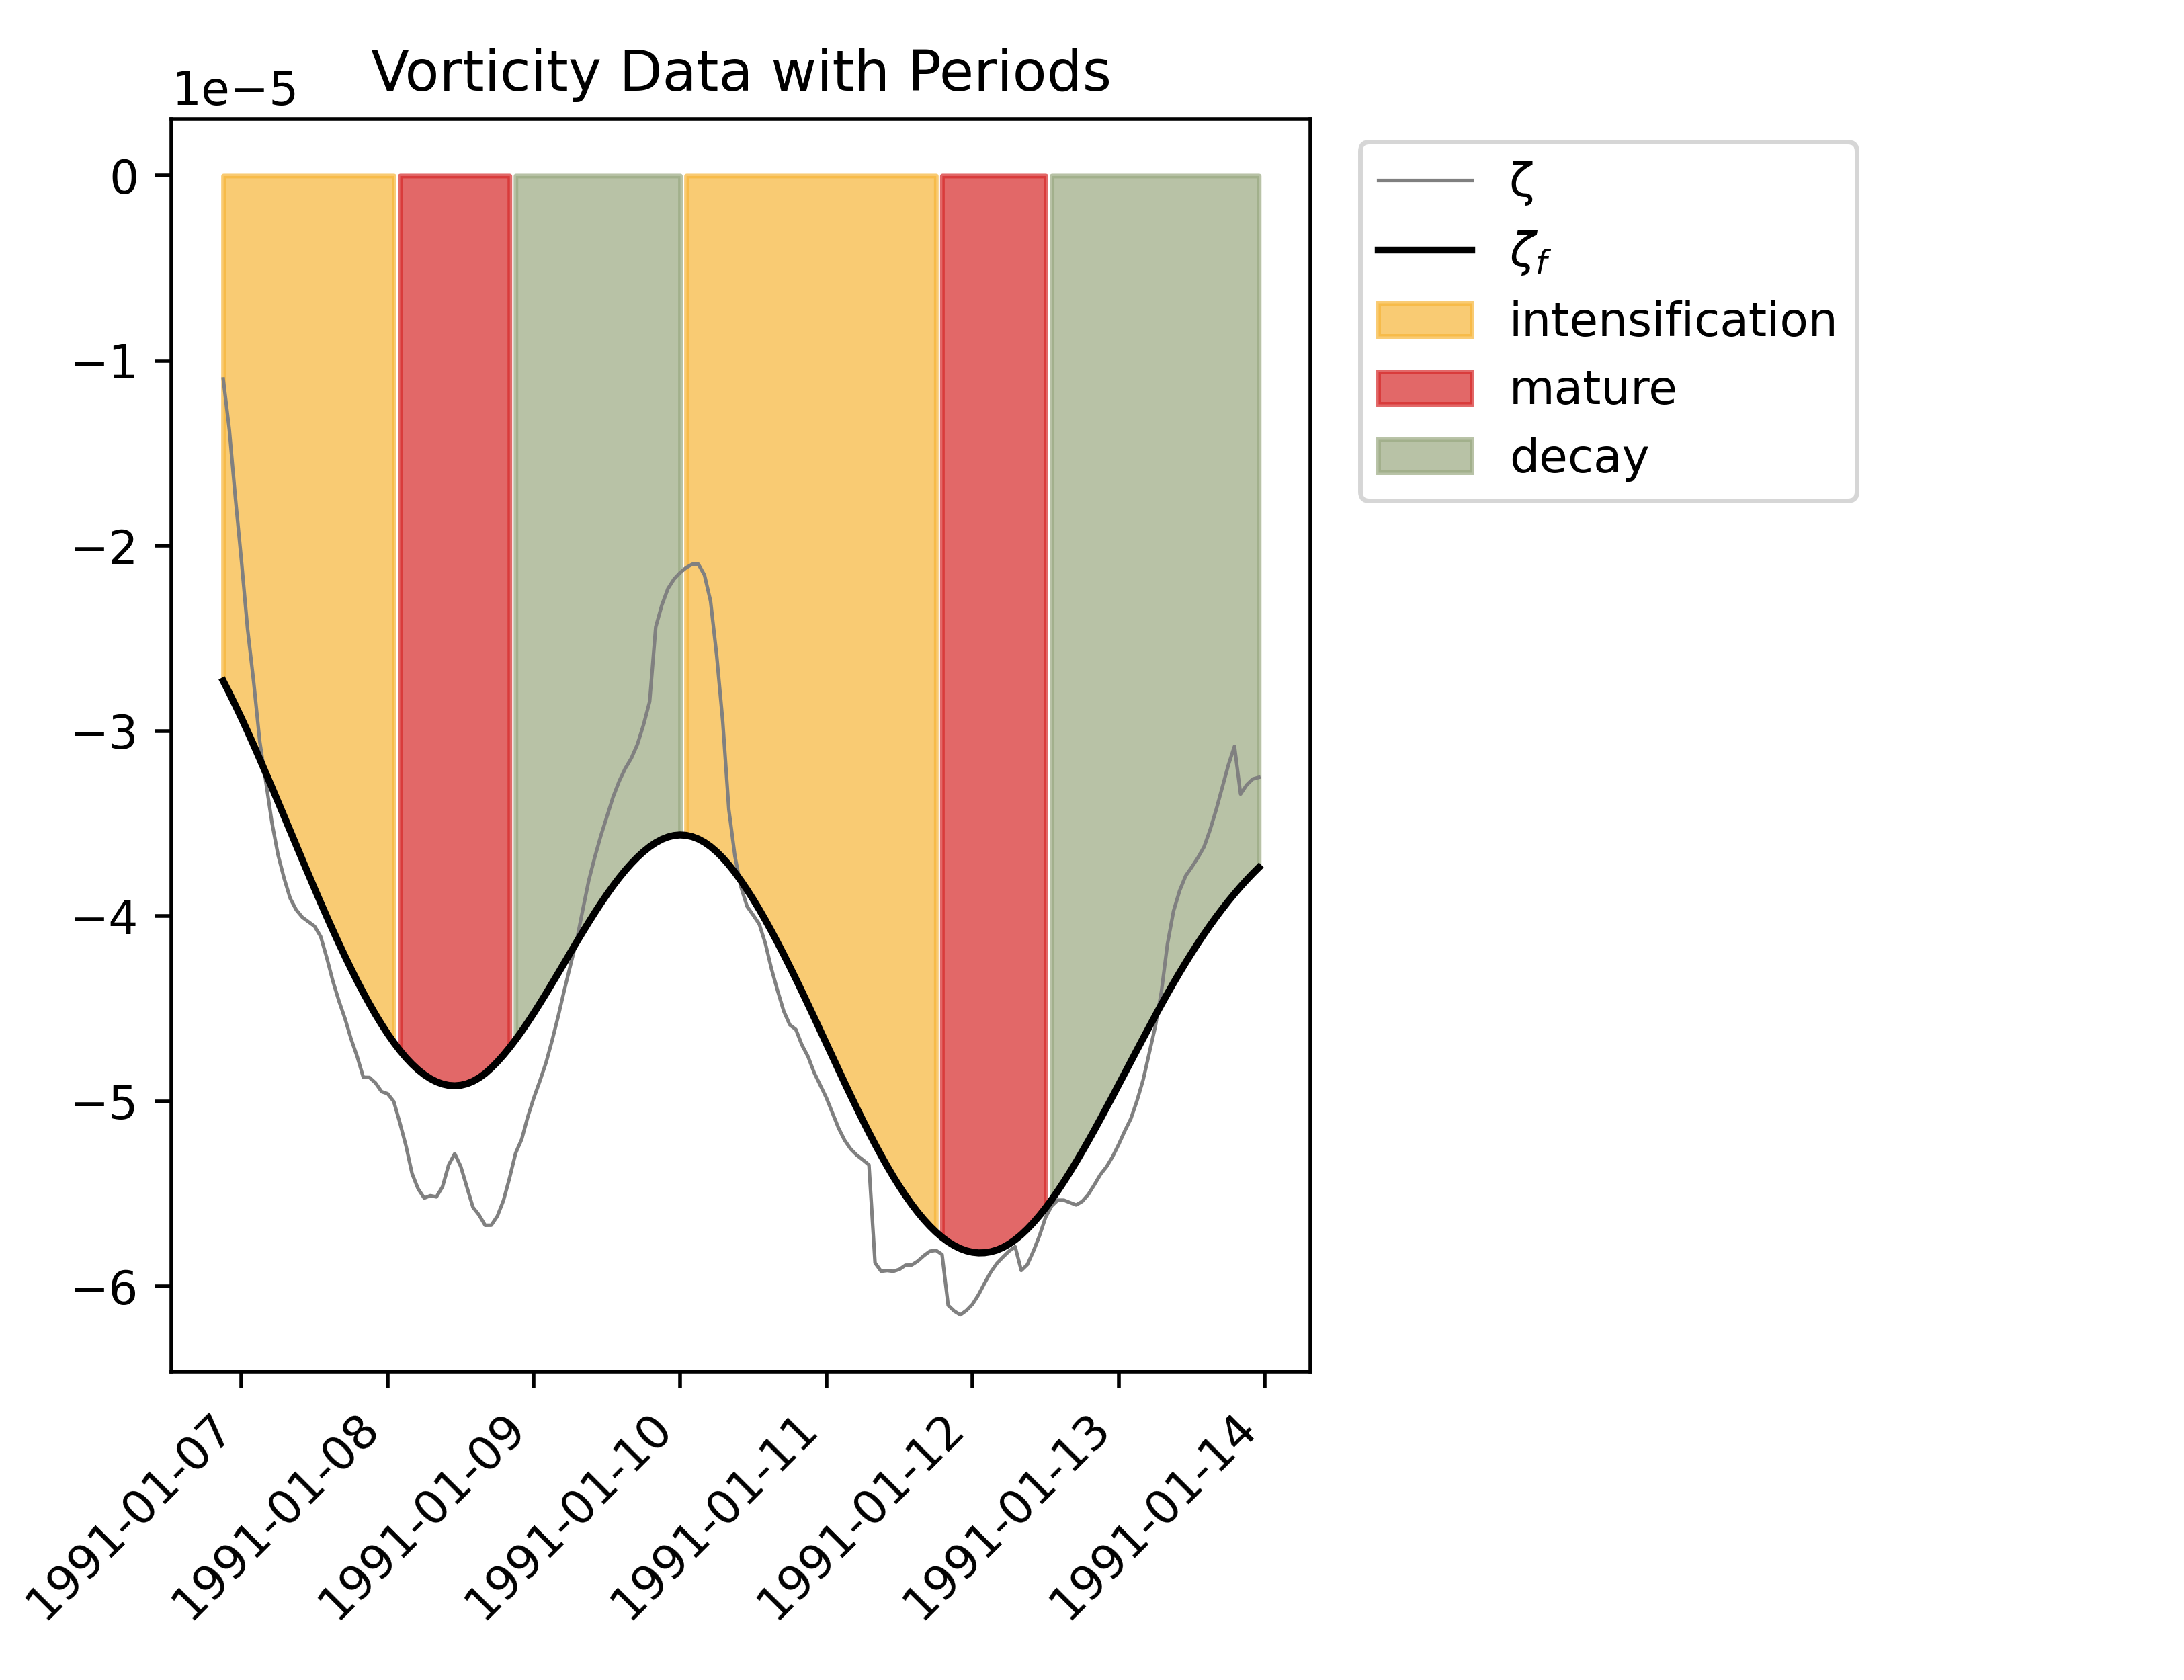 Vorticity Data with Periods
1e−5
0
−1
−2
−3
−4
−5
−6
1991-01-07
1991-01-08
1991-01-09
1991-01-10
1991-01-11
1991-01-12
1991-01-13
1991-01-14
ζ
ζf
intensification
mature
decay